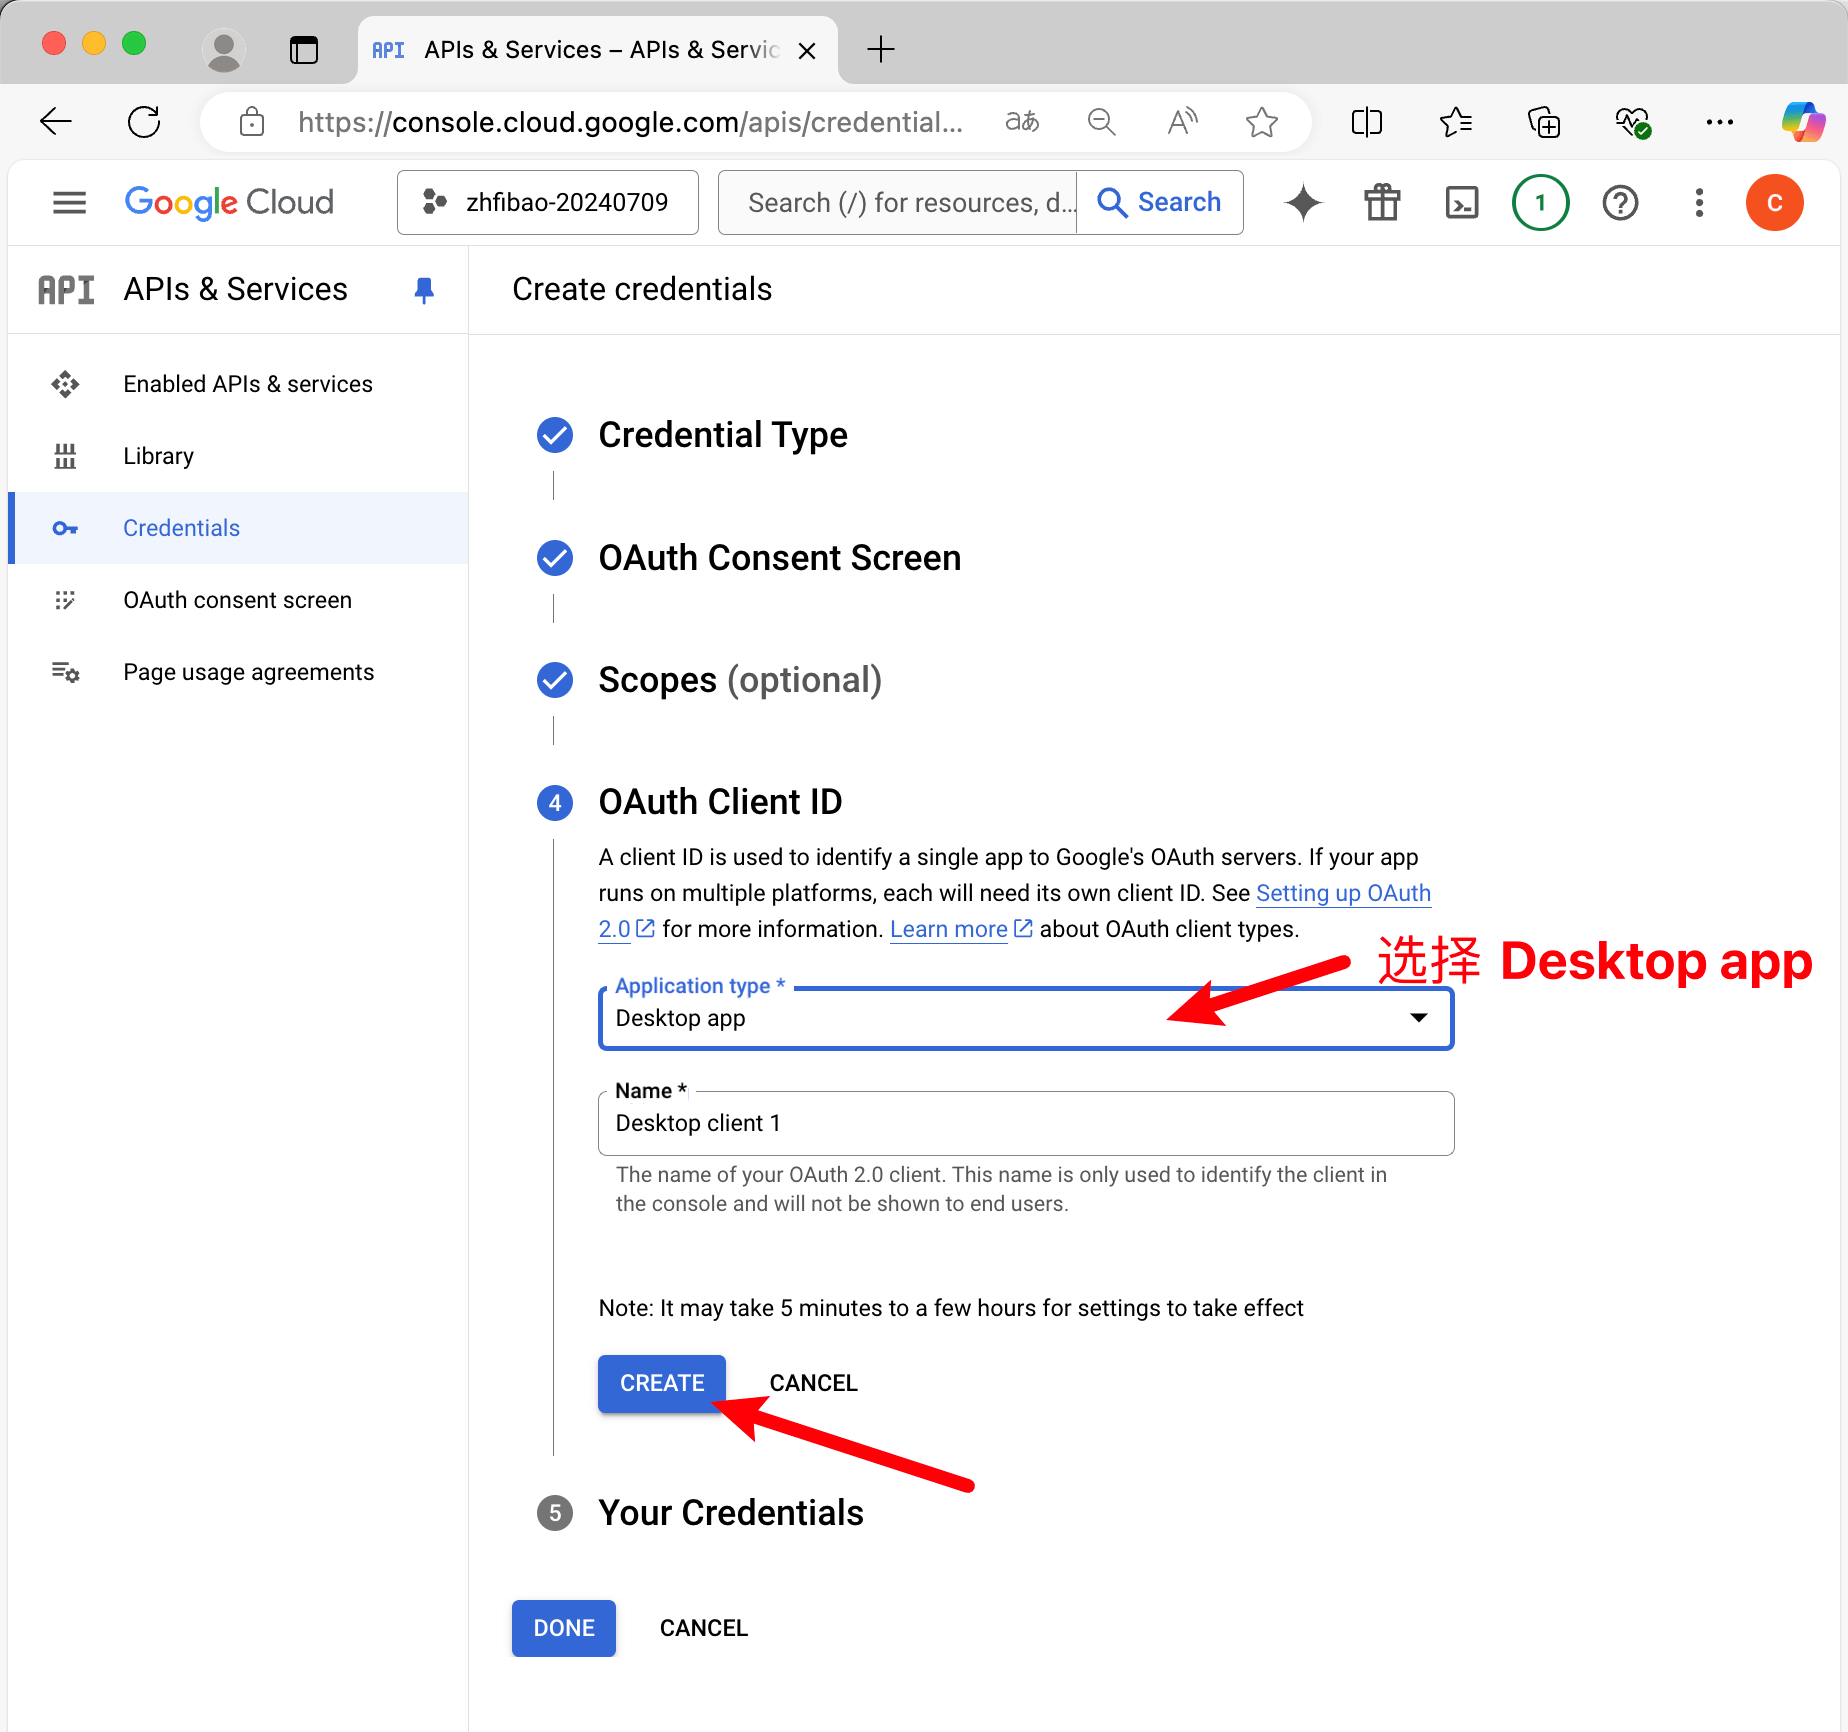 API APIs & Services – APIs & Servic
https://console.cloud.google.com/apis/credential...
aあ
A
Google Cloud
zhfibao-20240709
Search (/) for resources, d...
Search
1
C
API APIs & Services
Create credentials
Enabled APIs & services
Library
Credentials
OAuth consent screen
Page usage agreements
Credential Type
OAuth Consent Screen
Scopes (optional)
4 OAuth Client ID
A client ID is used to identify a single app to Google's OAuth servers. If your app
runs on multiple platforms, each will need its own client ID. See Setting up OAuth
2.0 for more information. Learn more about OAuth client types.
选择 Desktop app
Application type *
Desktop app
Name *
Desktop client 1
The name of your OAuth 2.0 client. This name is only used to identify the client in
the console and will not be shown to end users.
Note: It may take 5 minutes to a few hours for settings to take effect
CREATE CANCEL
5 Your Credentials
DONE CANCEL